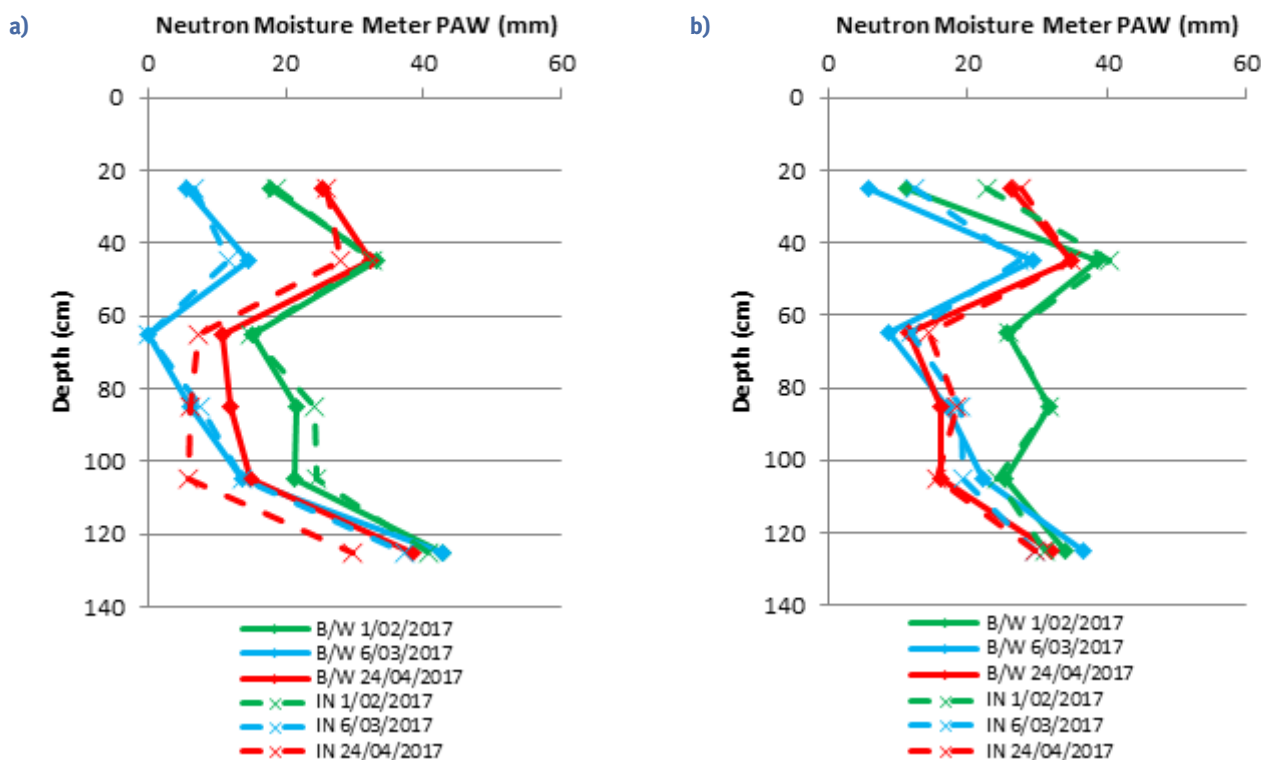 a)
Neutron Moisture Meter PAW (mm)
0 20 40 60
0
20
40
60
80
100
120
140
Depth (cm)
B/W 1/02/2017
B/W 6/03/2017
B/W 24/04/2017
IN 1/02/2017
IN 6/03/2017
IN 24/04/2017
b)
Neutron Moisture Meter PAW (mm)
0 20 40 60
0
20
40
60
80
100
120
140
Depth (cm)
B/W 1/02/2017
B/W 6/03/2017
B/W 24/04/2017
IN 1/02/2017
IN 6/03/2017
IN 24/04/2017